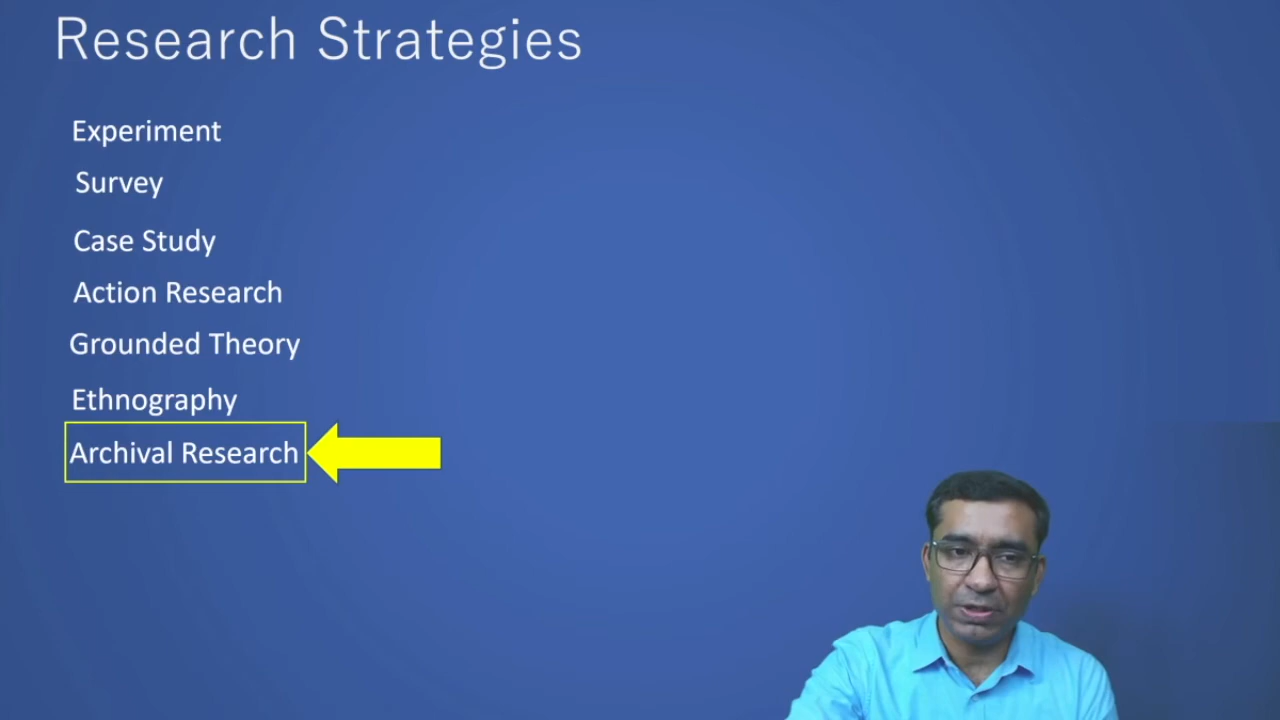 Research Strategies
Experiment
Survey
Case Study
Action Research
Grounded Theory
Ethnography
Archival Research